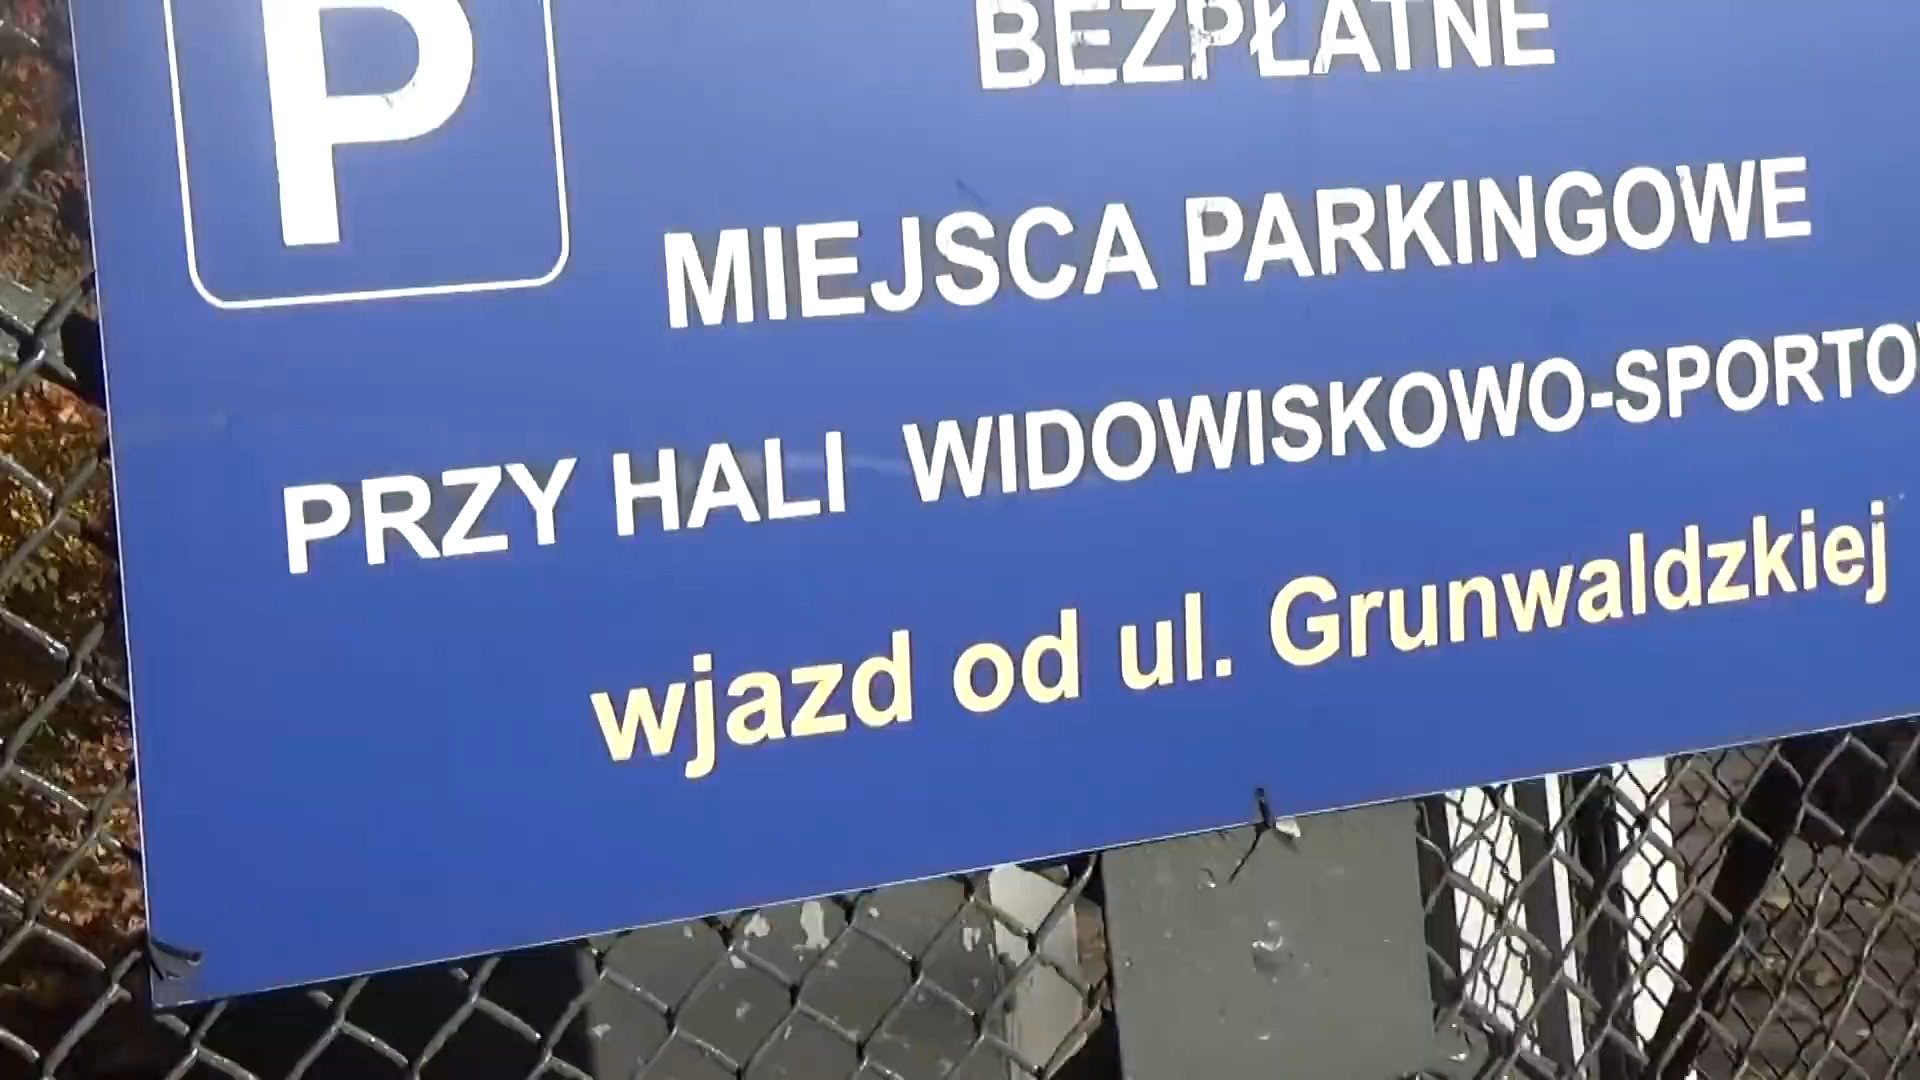 P
BEZPŁATNE
MIEJSCA PARKINGOWE
PRZY HALI WIDOWISKOWO-SPORTO
wjazd od ul. Grunwaldzkiej